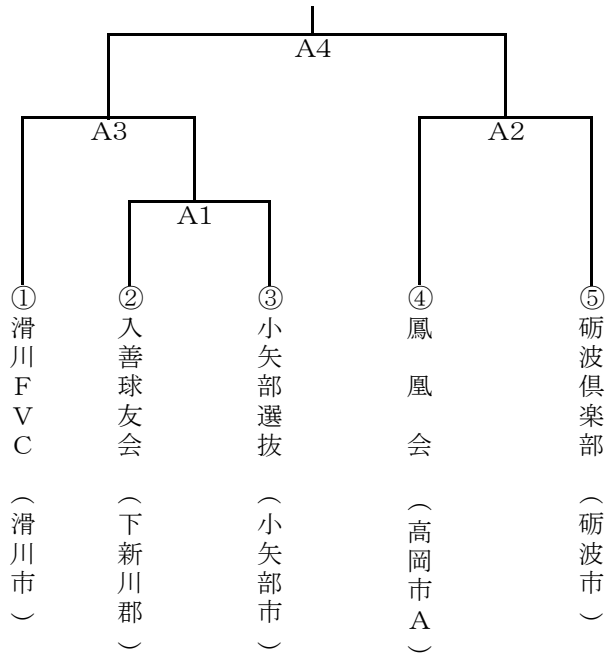 A4
A3
A2
A1
①滑川FVC（滑川市）
②入善球友会（下新川郡）
③小矢部選抜（小矢部市）
④鳳凰会（高岡市A）
⑤砺波倶楽部（砺波市）